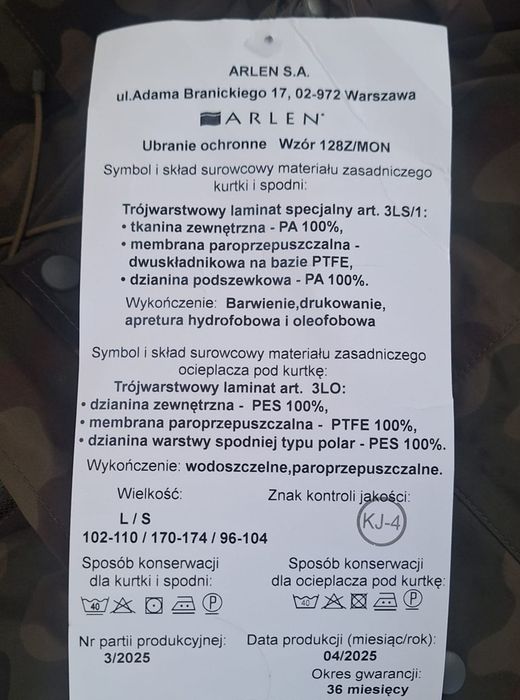 ARLEN S.A.
ul.Adama Branickiego 17, 02-972 Warszawa
ARLEN
Ubranie ochronne Wzór 128Z/MON
Symbol i skład surowcowy materiału zasadniczego
kurtki i spodni:
Trójwarstwowy laminat specjalny art. 3LS/1:
• tkanina zewnętrzna - PA 100%,
• membrana paroprzepuszczalna -
dwuskładnikowa na bazie PTFE,
• dzianina podszewkowa - PA 100%.
Wykończenie: Barwienie,drukowanie,
apretura hydrofobowa i oleofobowa
Symbol i skład surowcowy materiału zasadniczego
ocieplacza pod kurtkę:
Trójwarstwowy laminat art. 3LO:
• dzianina zewnętrzna - PES 100%,
• membrana paroprzepuszczalna - PTFE 100%,
• dzianina warstwy spodniej typu polar - PES 100%.
Wykończenie: wodoszczelne,paroprzepuszczalne.
Wielkość:
L / S
102-110 / 170-174 / 96-104
Znak kontroli jakości:
KJ-4
Sposób konserwacji
dla kurtki i spodni:
40 P
Sposób konserwacji
dla ocieplacza pod kurtkę:
40 P
Nr partii produkcyjnej:
3/2025
Data produkcji (miesiąc/rok):
04/2025
Okres gwarancji:
36 miesięcy